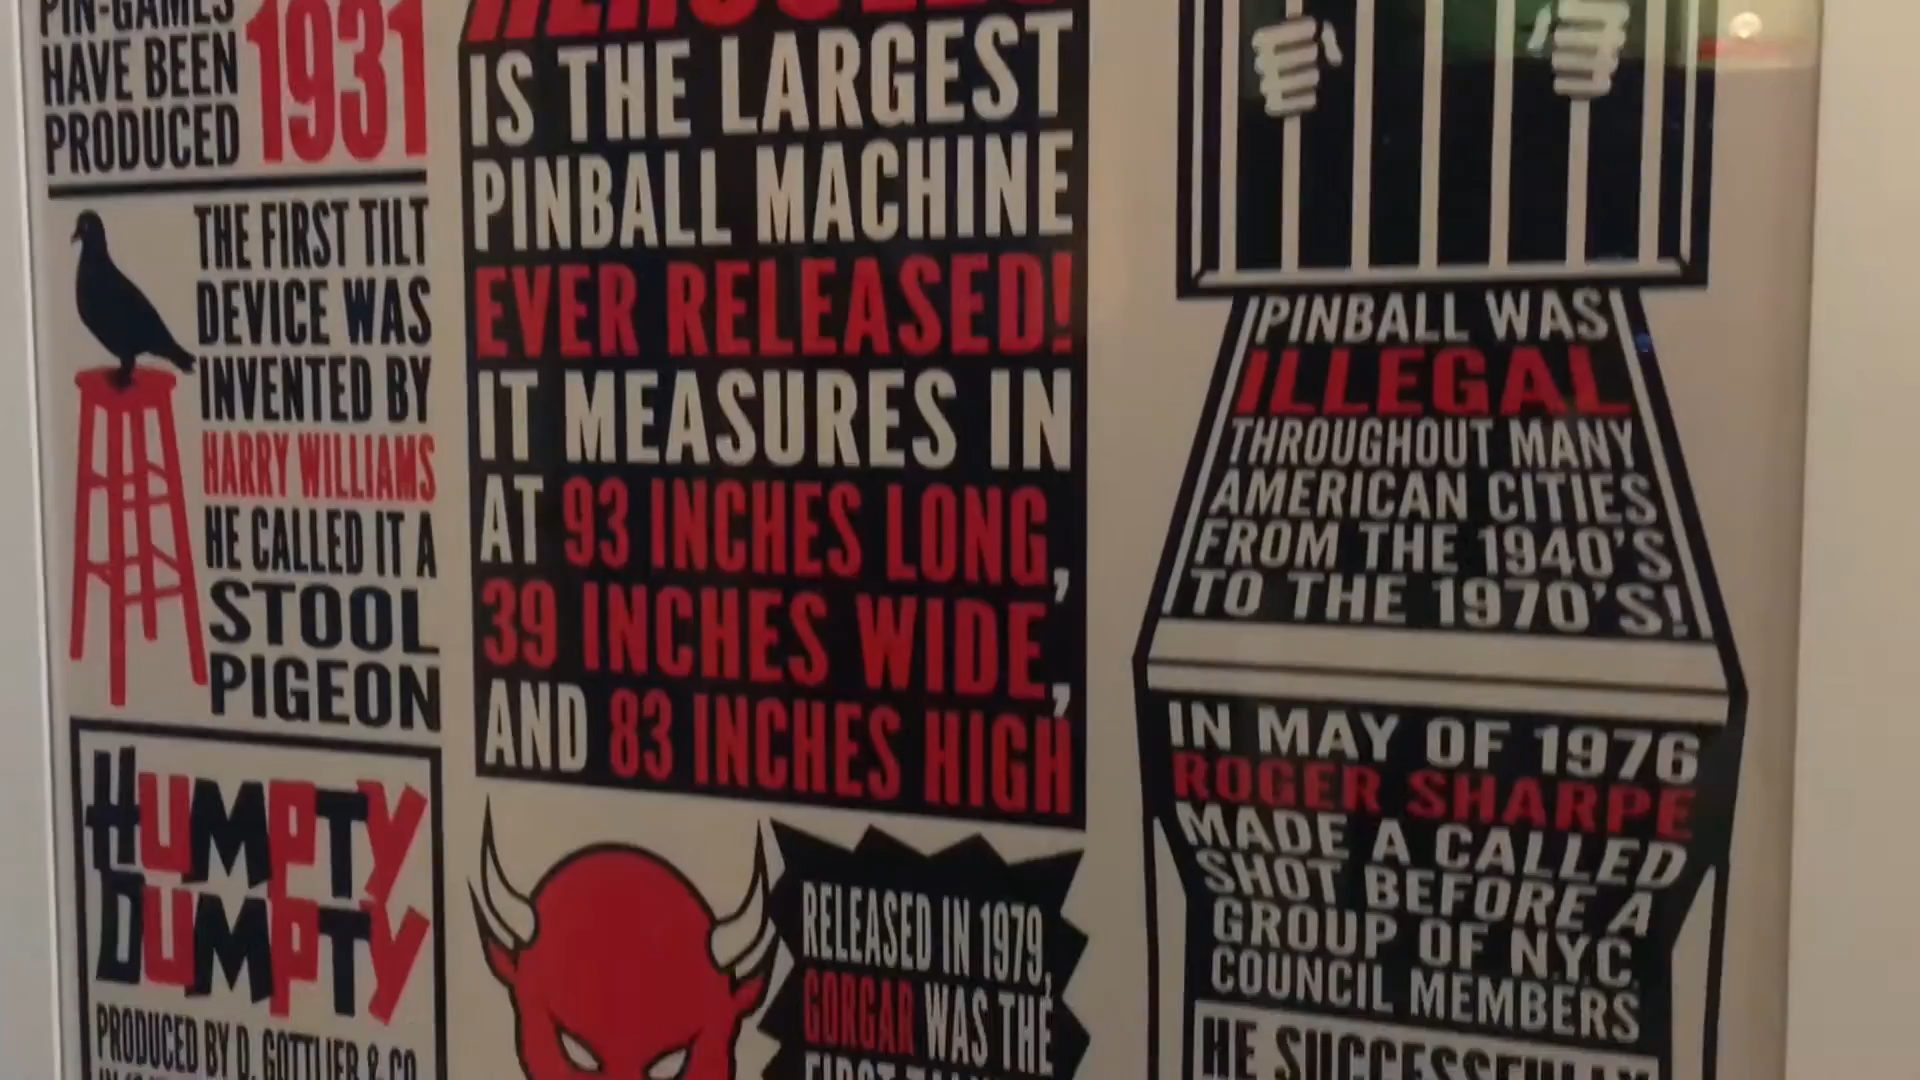 PIN-GAMES
HAVE BEEN
PRODUCED
1931
THE FIRST TILT
DEVICE WAS
INVENTED BY
HARRY WILLIAMS
HE CALLED IT A
STOOL
PIGEON
HUMPTY
DUMPTY
PRODUCED BY D. GOTTLIEB & CO.
IS THE LARGEST
PINBALL MACHINE
EVER RELEASED!
IT MEASURES IN
AT 93 INCHES LONG,
39 INCHES WIDE,
AND 83 INCHES HIGH
RELEASED IN 1979,
GORGAR WAS THE
FIRST
PINBALL WAS
ILLEGAL
THROUGHOUT MANY
AMERICAN CITIES
FROM THE 1940'S
TO THE 1970'S!
IN MAY OF 1976
ROGER SHARPE
MADE A CALLED
SHOT BEFORE A
GROUP OF N.Y.C.
COUNCIL MEMBERS
HE SUCCESSFULLY